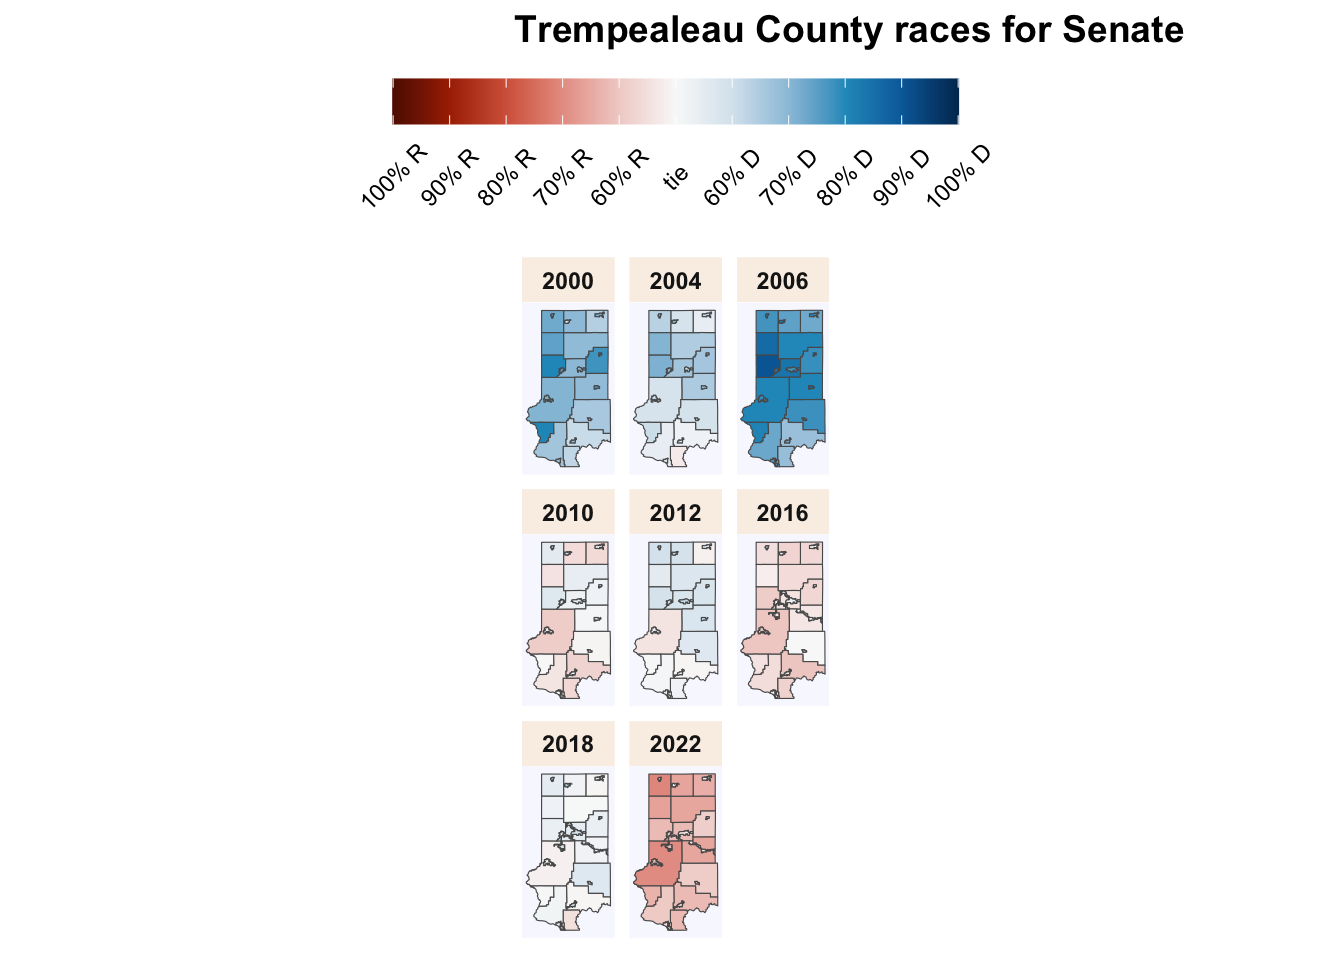 Trempealeau County races for Senate
100% R 90% R 80% R 70% R 60% R tie 60% D 70% D 80% D 90% D 100% D
2000 2004 2006
2010 2012 2016
2018 2022